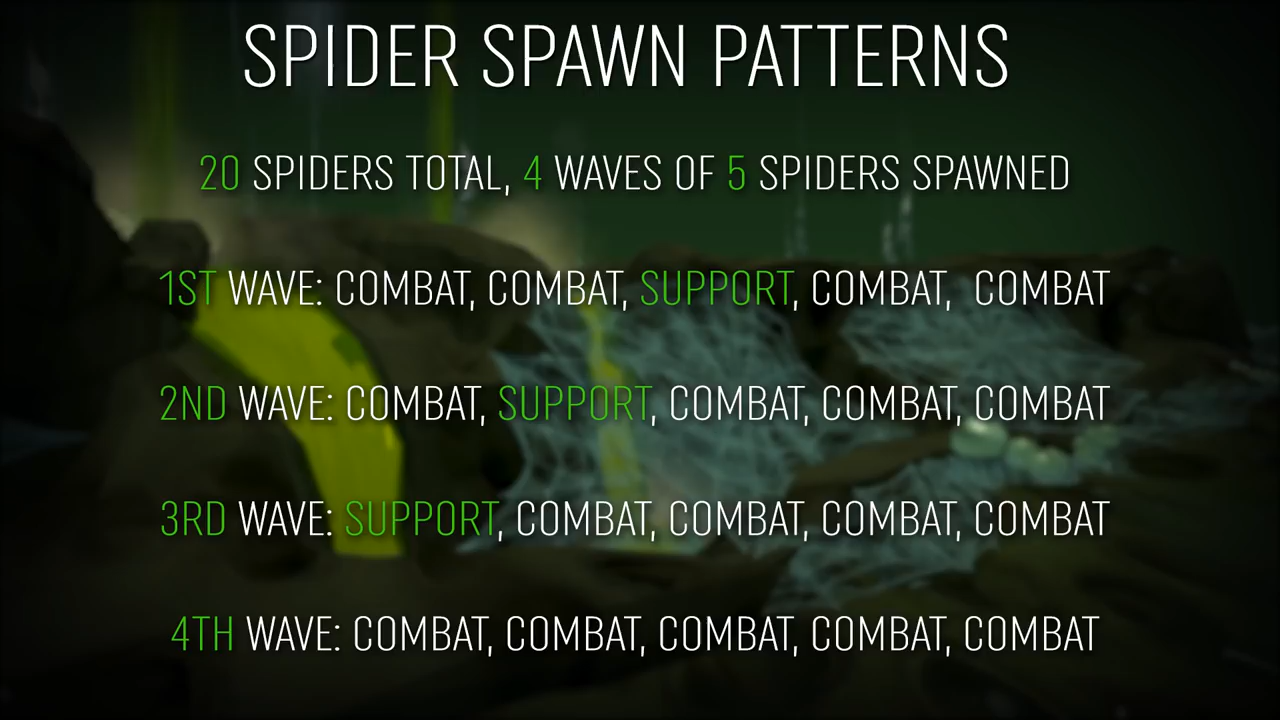 SPIDER SPAWN PATTERNS
20 SPIDERS TOTAL, 4 WAVES OF 5 SPIDERS SPAWNED
1ST WAVE: COMBAT, COMBAT, SUPPORT, COMBAT, COMBAT
2ND WAVE: COMBAT, SUPPORT, COMBAT, COMBAT, COMBAT
3RD WAVE: SUPPORT, COMBAT, COMBAT, COMBAT, COMBAT
4TH WAVE: COMBAT, COMBAT, COMBAT, COMBAT, COMBAT